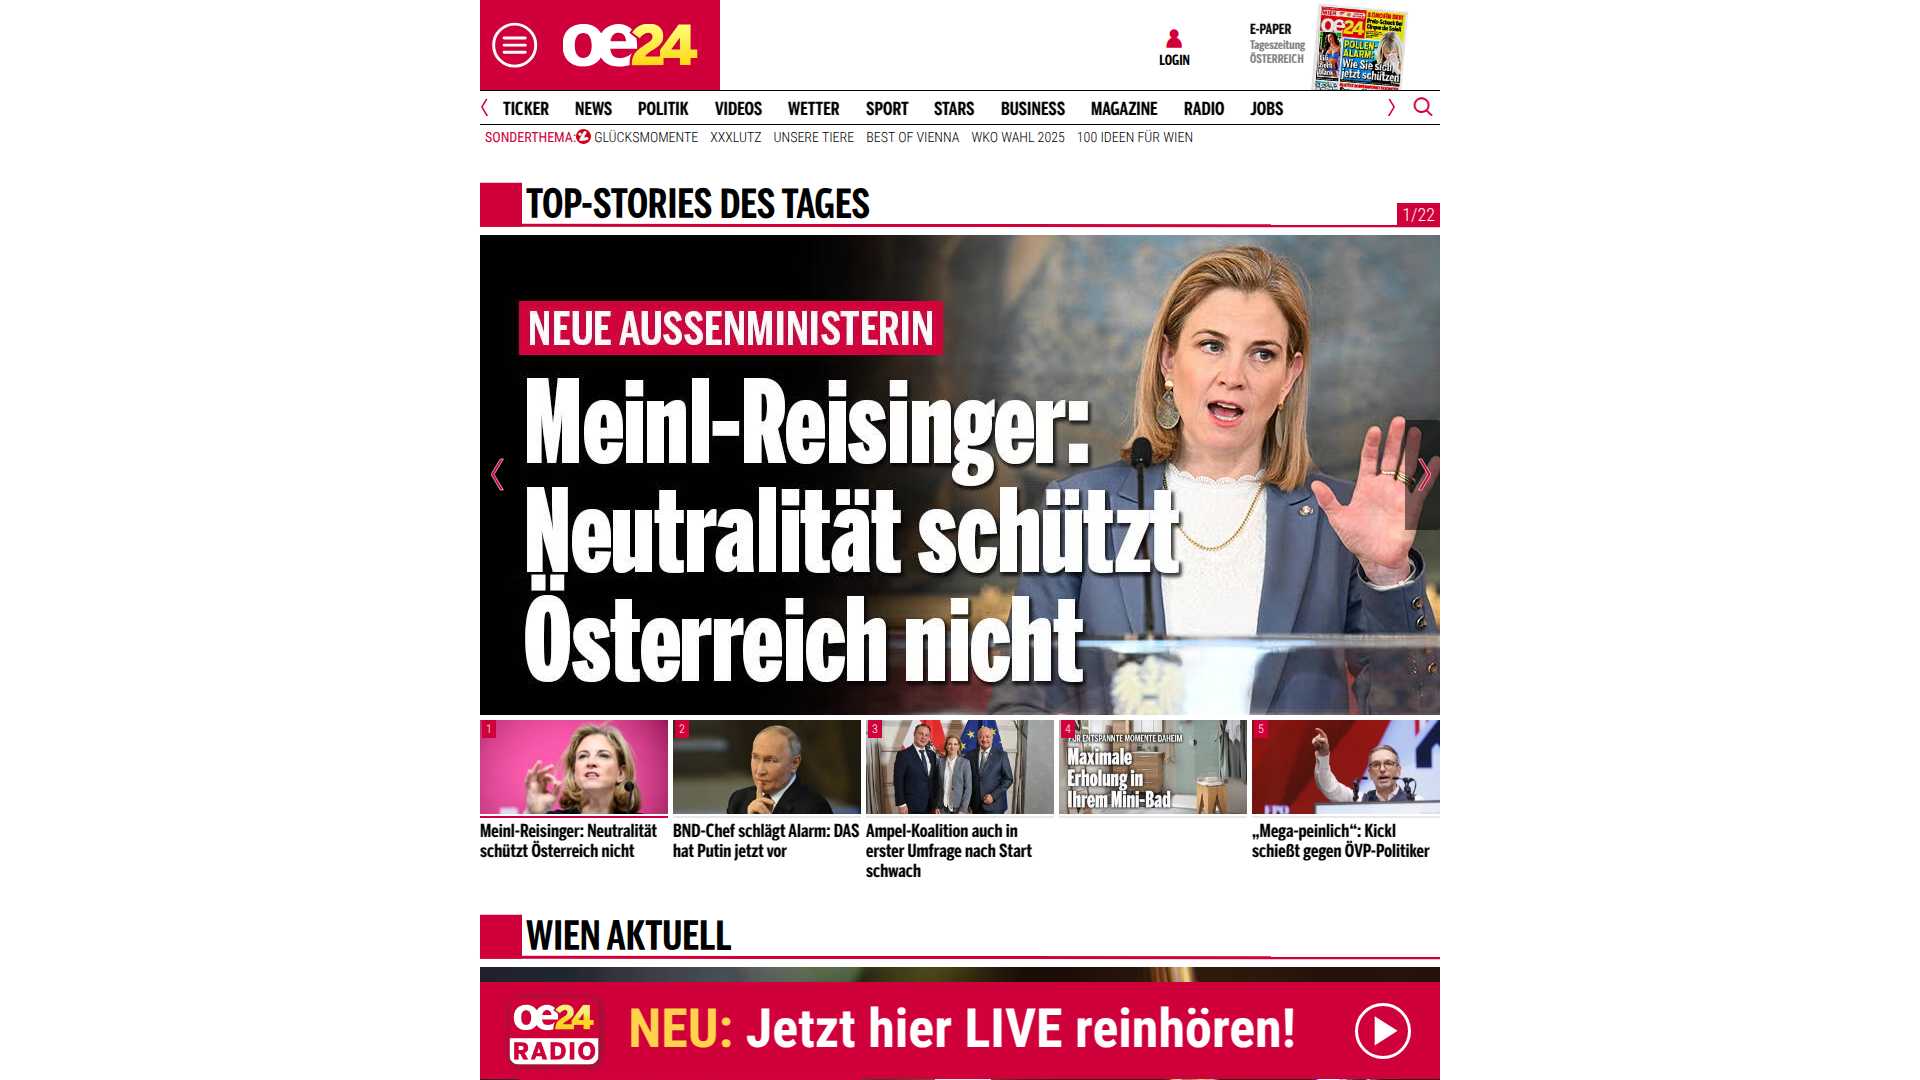 oe24
LOGIN
E-PAPER
Tageszeitung
ÖSTERREICH
oe24
POLLEN-
ALARM:
Wie Sie sich
jetzt schützen
TICKER NEWS POLITIK VIDEOS WETTER SPORT STARS BUSINESS MAGAZINE RADIO JOBS
SONDERTHEMA: GLÜCKSMOMENTE XXXLUTZ UNSERE TIERE BEST OF VIENNA WKO WAHL 2025 100 IDEEN FÜR WIEN
TOP-STORIES DES TAGES
1/22
NEUE AUSSENMINISTERIN
Meinl-Reisinger:
Neutralität schützt
Österreich nicht
1
Meinl-Reisinger: Neutralität
schützt Österreich nicht
2
BND-Chef schlägt Alarm: DAS
hat Putin jetzt vor
3
Ampel-Koalition auch in
erster Umfrage nach Start
schwach
4
FÜR ENTSPANNTE MOMENTE DAHEIM
Maximale
Erholung in
Ihrem Mini-Bad
5
„Mega-peinlich“: Kickl
schießt gegen ÖVP-Politiker
WIEN AKTUELL
oe24
RADIO
NEU: Jetzt hier LIVE reinhören!